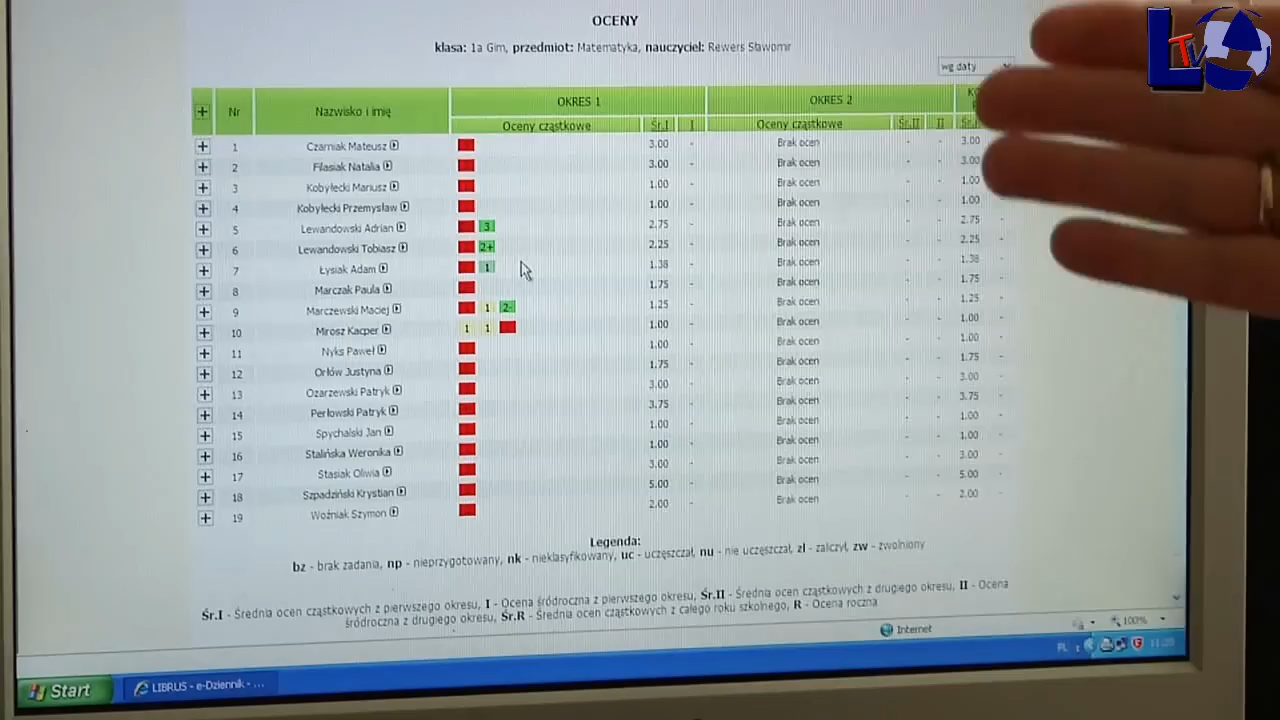 OCENY
klasa: 1a Gim, przedmiot: Matematyka, nauczyciel: Rewers Sławomir
LTV
wg daty
Nr Nazwisko i imię OKRES 1 OKRES 2
Oceny cząstkowe Śr.I I Oceny cząstkowe Śr.II II Śr.
1 Czarniak Mateusz 3.00 - Brak ocen - - 3.00
2 Filasiak Natalia 3.00 - Brak ocen - - 3.00
3 Kobyłecki Mariusz 1.00 - Brak ocen - - 1.00
4 Kobyłecki Przemysław 1.00 - Brak ocen - - 1.00
5 Lewandowski Adrian 3 2.75 - Brak ocen - - 2.75 -
6 Lewandowski Tobiasz 2+ 2.25 - Brak ocen - - 2.25 -
7 Łysiak Adam 1 1.38 - Brak ocen - - 1.38 -
8 Marczak Paula 1.75 - Brak ocen - - 1.75 -
9 Marczewski Maciej 1 2- 1.25 - Brak ocen - - 1.25 -
10 Mirosz Kacper 1 1 1.00 - Brak ocen - - 1.00 -
11 Nyks Paweł 1.00 - Brak ocen - - 1.00 -
12 Orłów Justyna 1.75 - Brak ocen - - 1.75 -
13 Ozarzewski Patryk 3.00 - Brak ocen - - 3.00 -
14 Perłowski Patryk 3.75 - Brak ocen - - 3.75 -
15 Spychalski Jan 1.00 - Brak ocen - - 1.00 -
16 Stalińska Weronika 1.00 - Brak ocen - - 1.00 -
17 Stasiak Oliwia 3.00 - Brak ocen - - 3.00 -
18 Szpadziński Krystian 5.00 - Brak ocen - - 5.00 -
19 Woźniak Szymon 2.00 - Brak ocen - - 2.00 -
Legenda:
bz - brak zadania, np - nieprzygotowany, nk - nieklasyfikowany, uc - uczęszczał, nu - nie uczęszczał, zl - zaliczył, zw - zwolniony
Śr.I - Średnia ocen cząstkowych z pierwszego okresu, I - Ocena śródroczna z pierwszego okresu, Śr.II - Średnia ocen cząstkowych z drugiego okresu, II - Ocena
śródroczna z drugiego okresu, Śr.R - Średnia ocen cząstkowych z całego roku szkolnego, R - Ocena roczna
Internet 100%
Start LIBRUS - e-Dziennik - ... PL